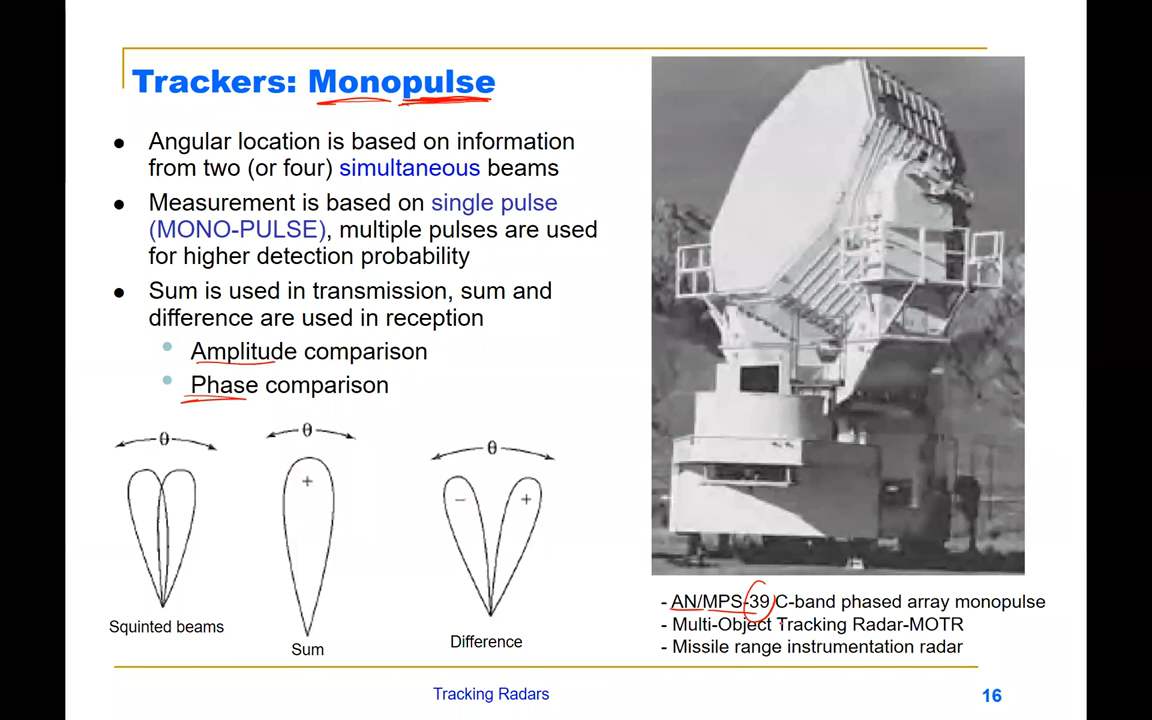 Trackers: Monopulse
● Angular location is based on information
from two (or four) simultaneous beams
● Measurement is based on single pulse
(MONO-PULSE), multiple pulses are used
for higher detection probability
● Sum is used in transmission, sum and
difference are used in reception
• Amplitude comparison
• Phase comparison
θ
θ
θ
+
−
+
Squinted beams
Sum
Difference
- AN/MPS-39 C-band phased array monopulse
- Multi-Object Tracking Radar-MOTR
- Missile range instrumentation radar
Tracking Radars
16